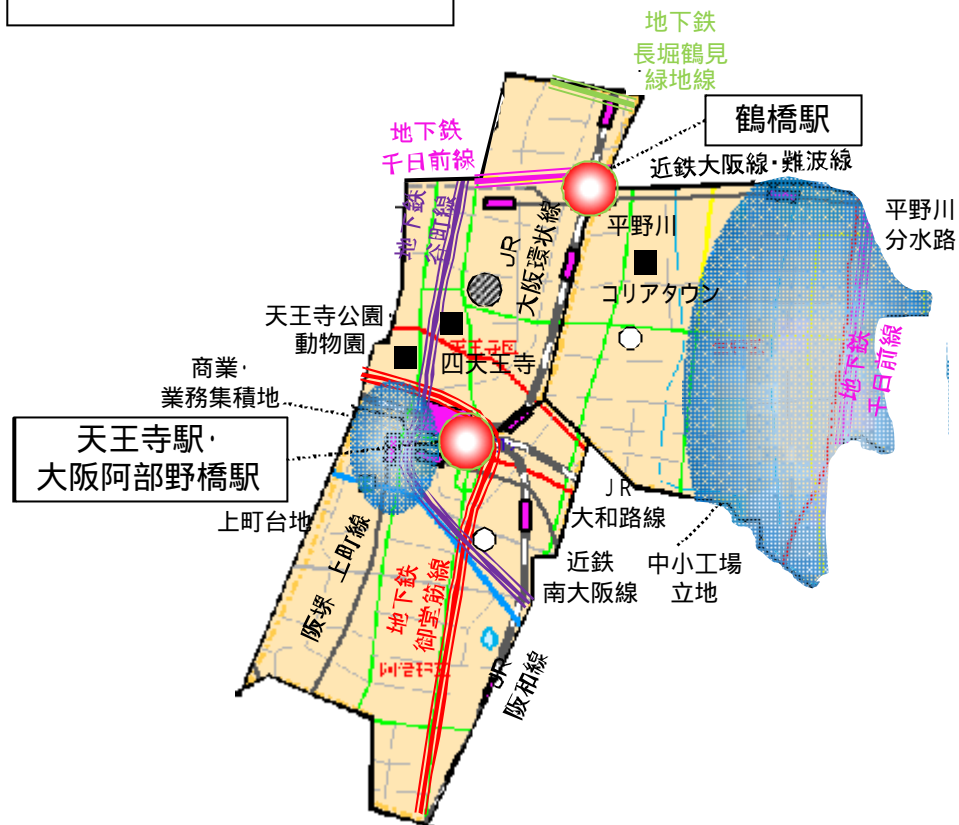 地下鉄
長堀鶴見
緑地線
鶴橋駅
地下鉄
千日前線
近鉄大阪線・難波線
地下鉄
谷町線
JR
大阪環状線
平野川
平野川
分水路
コリアタウン
天王寺公園・
動物園
四天王寺
地下鉄
千日前線
商業・
業務集積地
天王寺駅・
大阪阿部野橋駅
上町台地
JR
大和路線
阪堺 上町線
地下鉄
御堂筋線
近鉄
南大阪線
中小工場
立地
JR
阪和線